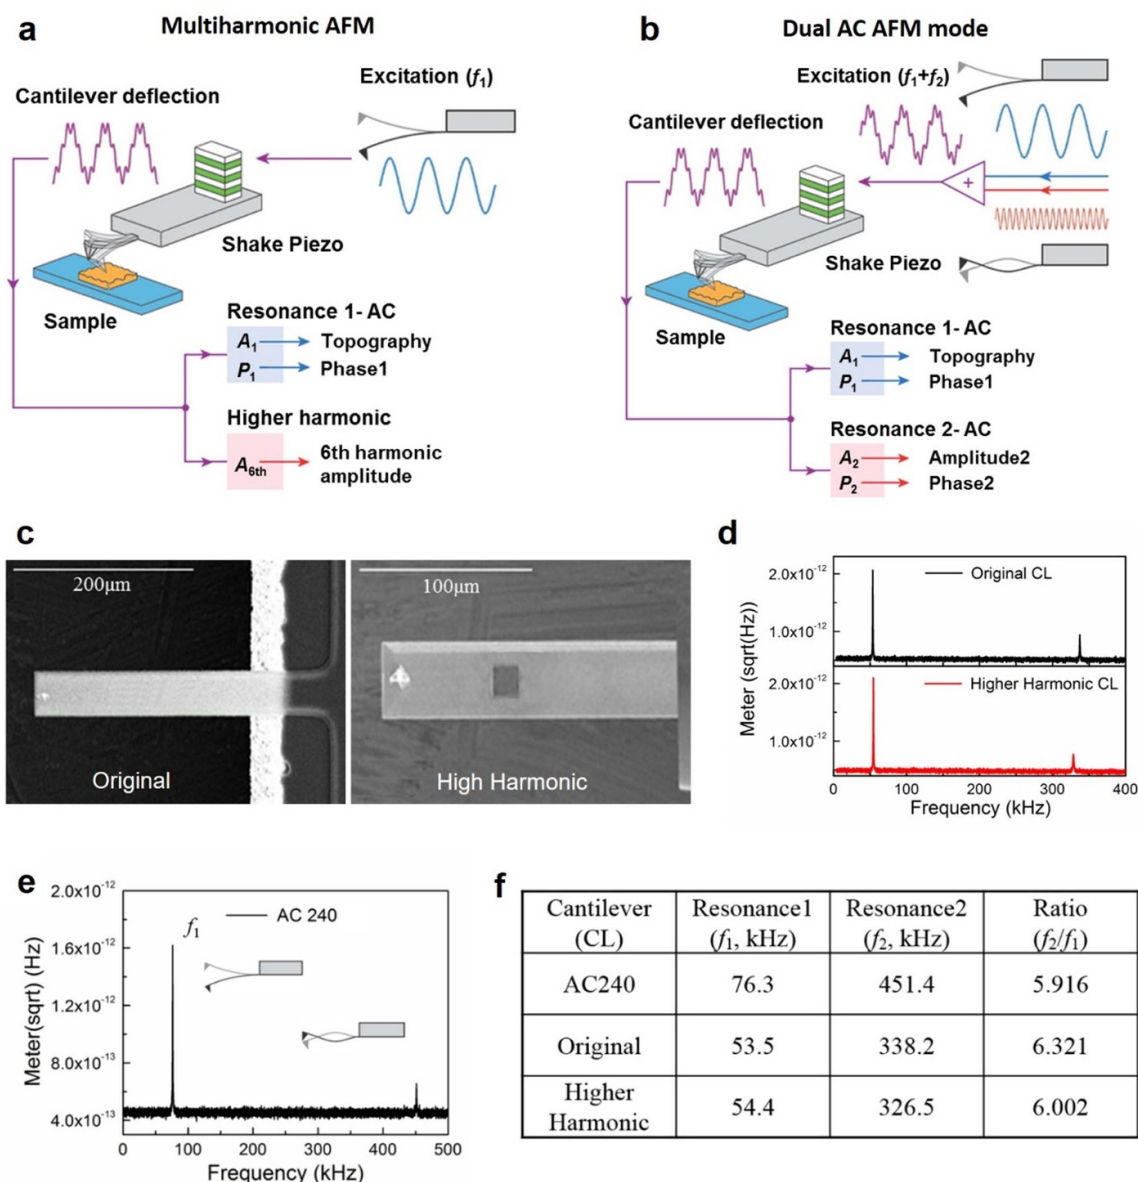 a
Multiharmonic AFM
Excitation (f1)
Cantilever deflection
Shake Piezo
Sample
Resonance 1- AC
A1
Topography
P1
Phase1
Higher harmonic
A6th
6th harmonic
amplitude
b
Dual AC AFM mode
Excitation (f1+f2)
Cantilever deflection
+
Shake Piezo
Sample
Resonance 1- AC
A1
Topography
P1
Phase1
Resonance 2- AC
A2
Amplitude2
P2
Phase2
c
200µm
Original
100µm
High Harmonic
d
Meter (sqrt(Hz))
2.0x10-12
1.0x10-12
Original CL
2.0x10-12
1.0x10-12
Higher Harmonic CL
0 100 200 300 400
Frequency (kHz)
e
Meter(sqrt) (Hz)
2.0x10-12
1.6x10-12
1.2x10-12
8.0x10-13
4.0x10-13
f1
AC 240
0 100 200 300 400 500
Frequency (kHz)
f
Cantilever (CL) Resonance1 (f1, kHz) Resonance2 (f2, kHz) Ratio (f2/f1)
AC240 76.3 451.4 5.916
Original 53.5 338.2 6.321
Higher Harmonic 54.4 326.5 6.002